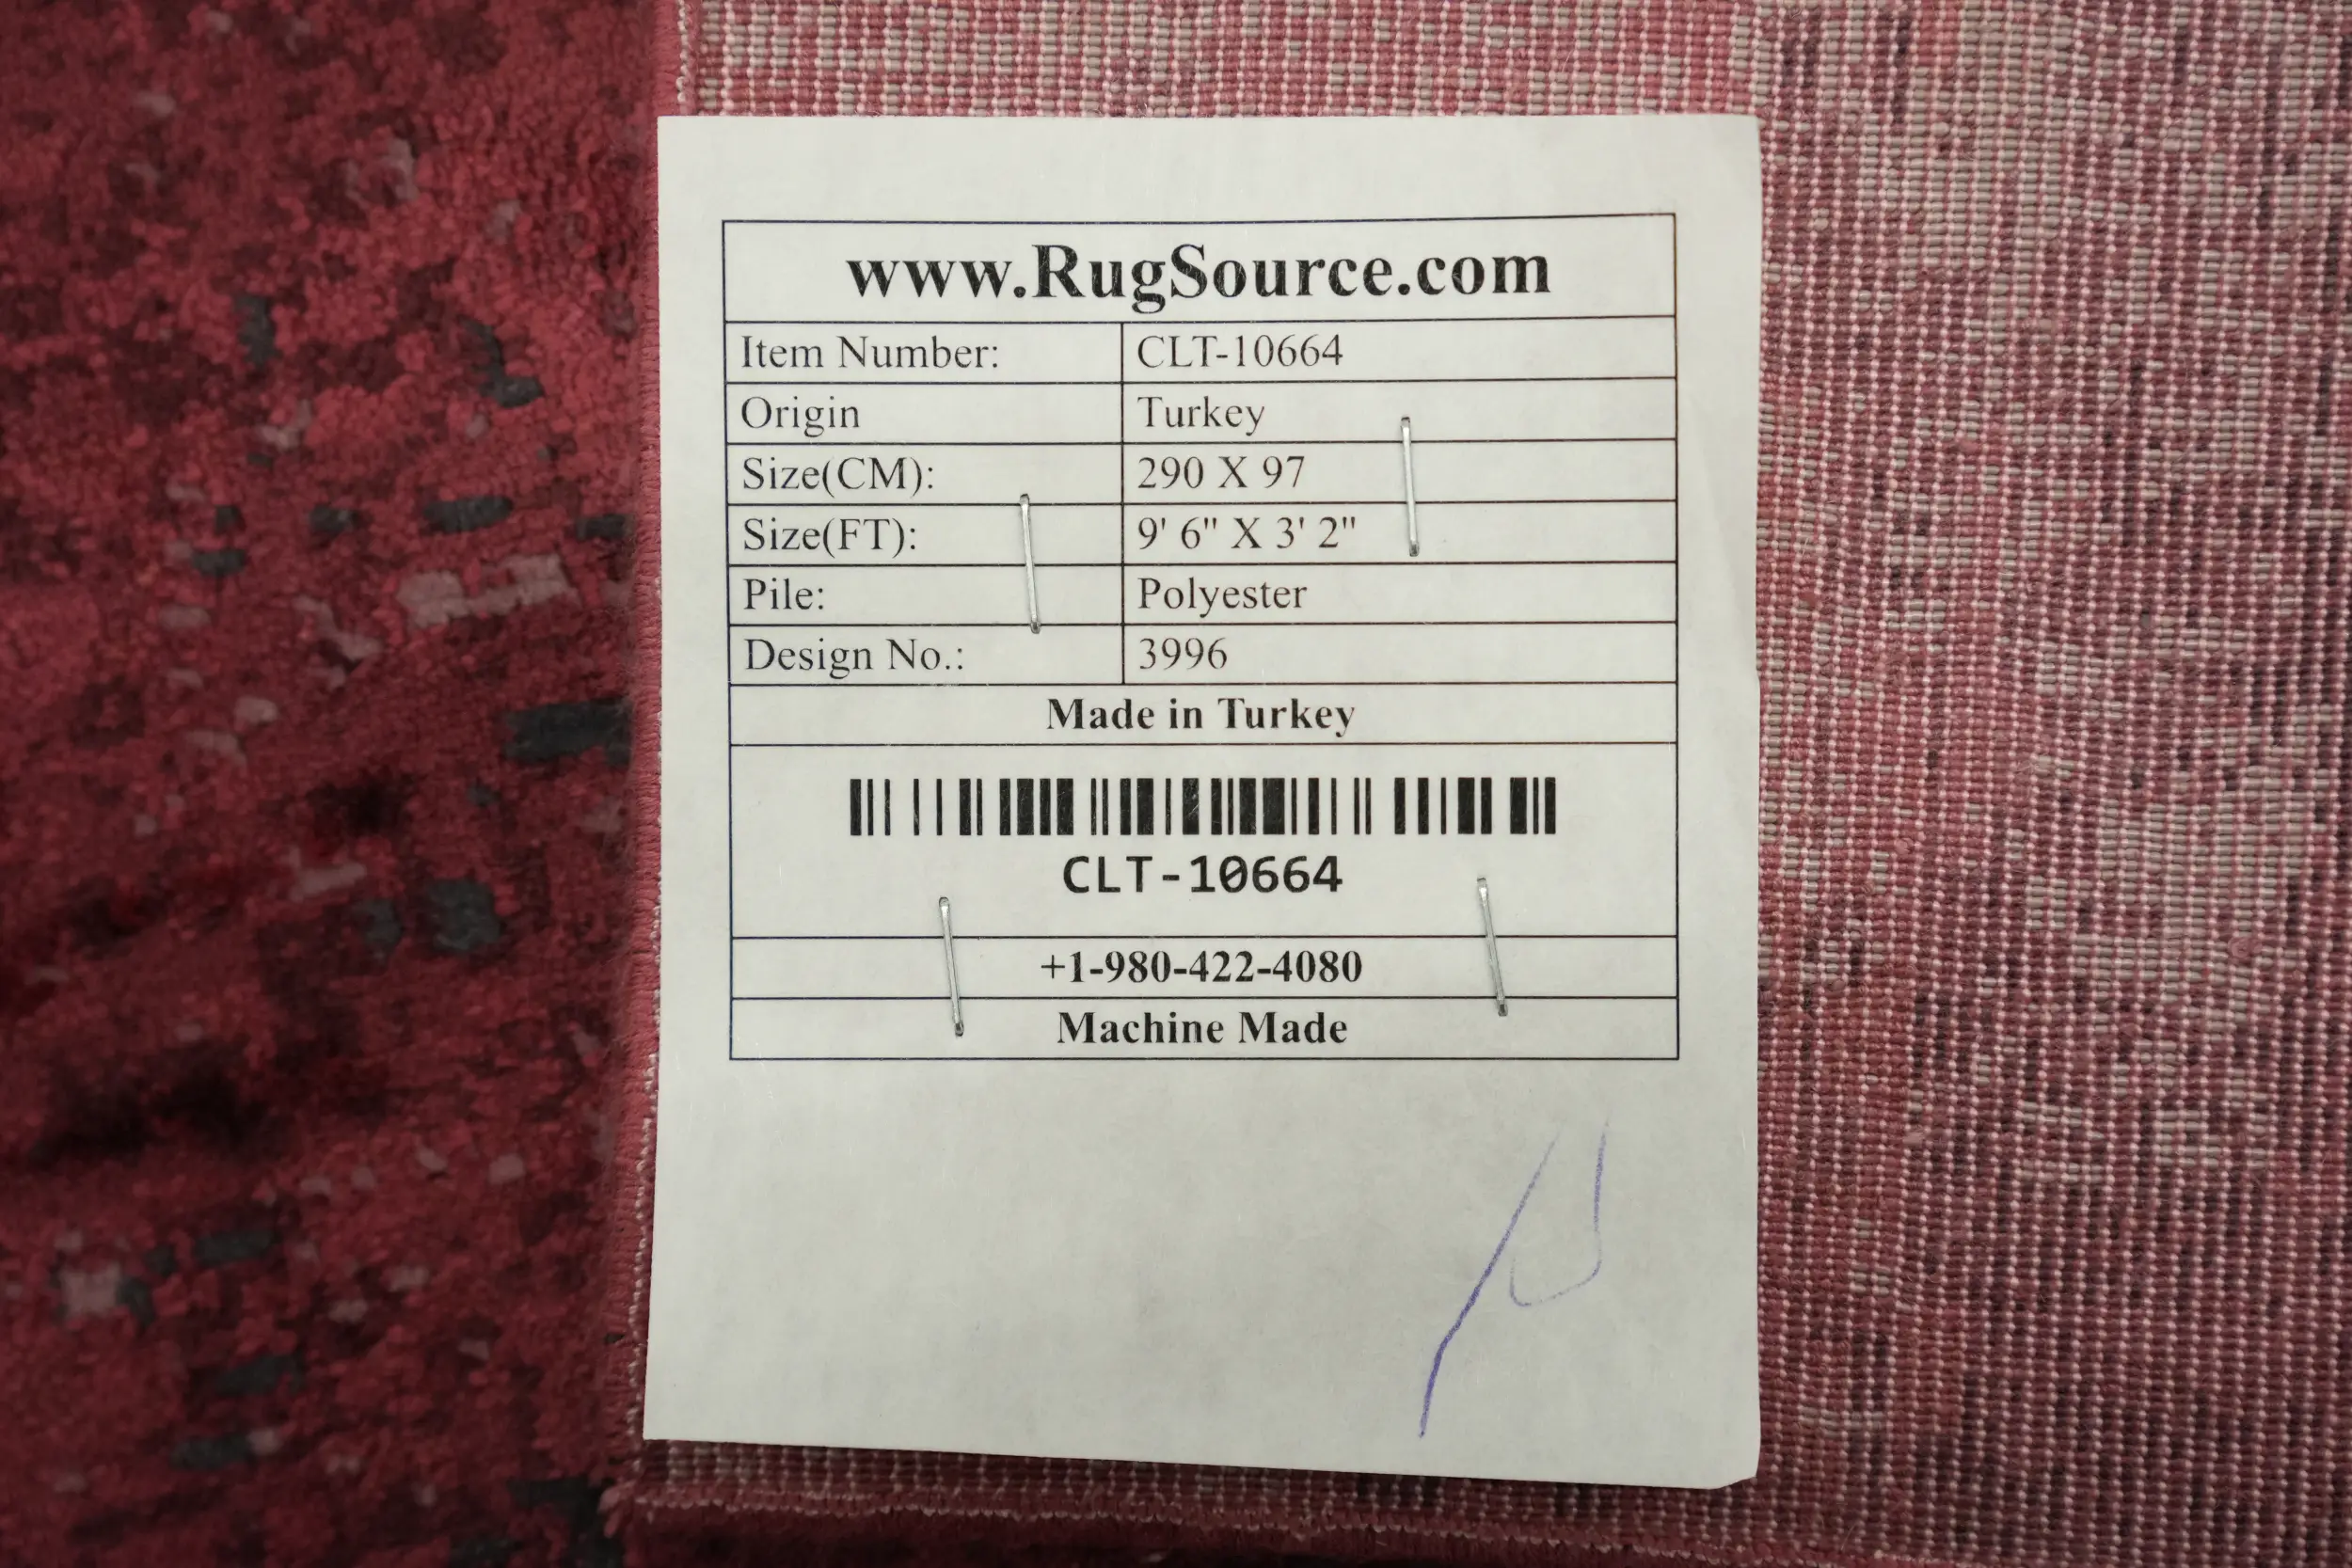 www.RugSource.com
Item Number: CLT-10664
Origin Turkey
Size(CM): 290 X 97
Size(FT): 9' 6" X 3' 2"
Pile: Polyester
Design No.: 3996
Made in Turkey
CLT-10664
+1-980-422-4080
Machine Made